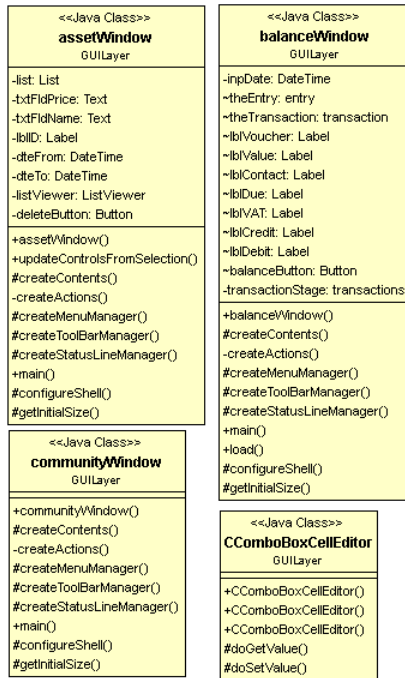 <<Java Class>>
assetWindow
GUILayer
-list: List
-txtFldPrice: Text
-txtFldName: Text
-lblID: Label
-dteFrom: DateTime
-dteTo: DateTime
-listViewer: ListViewer
-deleteButton: Button
+assetWindow()
+updateControlsFromSelection()
#createContents()
-createActions()
#createMenuManager()
#createToolBarManager()
#createStatusLineManager()
+main()
#configureShell()
#getInitialSize()
<<Java Class>>
balanceWindow
GUILayer
-inpDate: DateTime
~theEntry: entry
~theTransaction: transaction
~lblVoucher: Label
~lblValue: Label
~lblContact: Label
~lblDue: Label
~lblVAT: Label
~lblCredit: Label
~lblDebit: Label
~balanceButton: Button
-transactionStage: transactions
+balanceWindow()
#createContents()
-createActions()
#createMenuManager()
#createToolBarManager()
#createStatusLineManager()
+main()
+load()
#configureShell()
#getInitialSize()
<<Java Class>>
communityWindow
GUILayer
+communityWindow()
#createContents()
-createActions()
#createMenuManager()
#createToolBarManager()
#createStatusLineManager()
+main()
#configureShell()
#getInitialSize()
<<Java Class>>
CComboBoxCellEditor
GUILayer
+CComboBoxCellEditor()
+CComboBoxCellEditor()
+CComboBoxCellEditor()
#doGetValue()
#doSetValue()